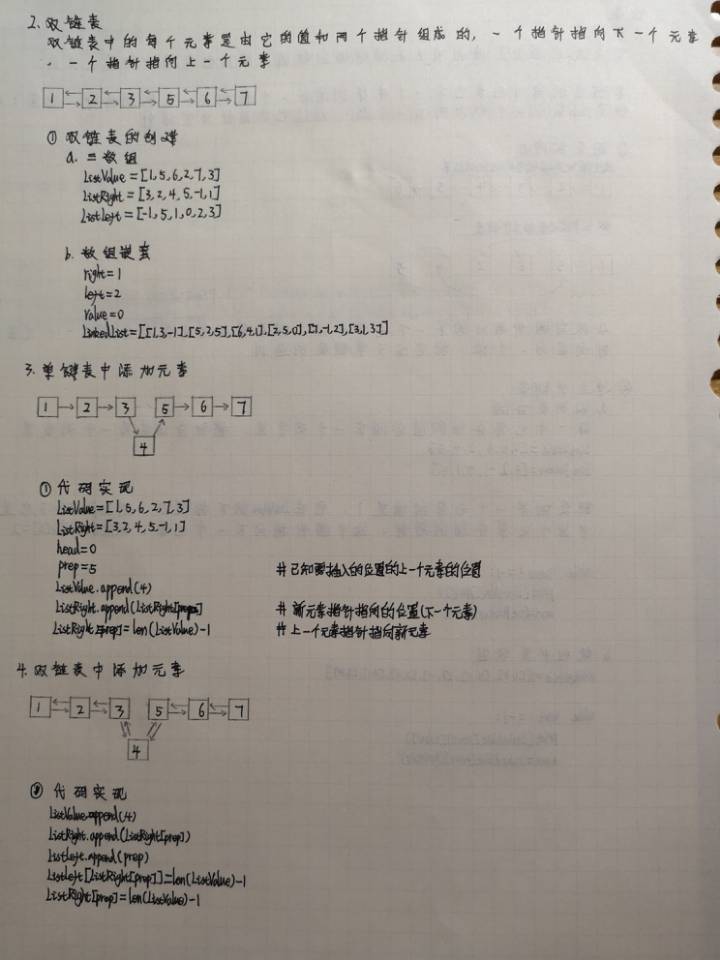 2.双链表
双链表中的每个元素是由它的值和两个指针组成的,一个指针指向下一个元素
,一个指针指向上一个元素
1 2 3 5 6 7
① 双链表的创建
a. 三数组
ListValue=[1,5,6,2,7,3]
ListRight=[3,2,4,5,-1,1]
ListLeft=[-1,5,1,0,2,3]
b. 数组嵌套
right=1
left=2
value=0
LinkedList=[[1,3,-1],[5,2,5],[6,4,1],[2,5,0],[7,-1,2],[3,1,3]]
3.单链表中添加元素
1 2 3 5 6 7
4
① 代码实现
ListValue=[1,5,6,2,7,3]
ListRight=[3,2,4,5,-1,1]
head=0
prep=5 #已知要插入的位置的上一个元素的位置
ListValue.append(4)
ListRight.append(ListRight[prep]) #新元素指针指向的位置(下一个元素)
ListRight[prep]=len(ListValue)-1 #上一个元素指针指向新元素
4.双链表中添加元素
1 2 3 5 6 7
4
代码实现
ListValue.append(4)
ListRight.append(ListRight[prep])
ListLeft.append(prep)
ListLeft[ListRight[prep]]=len(ListValue)-1
ListRight[prep]=len(ListValue)-1